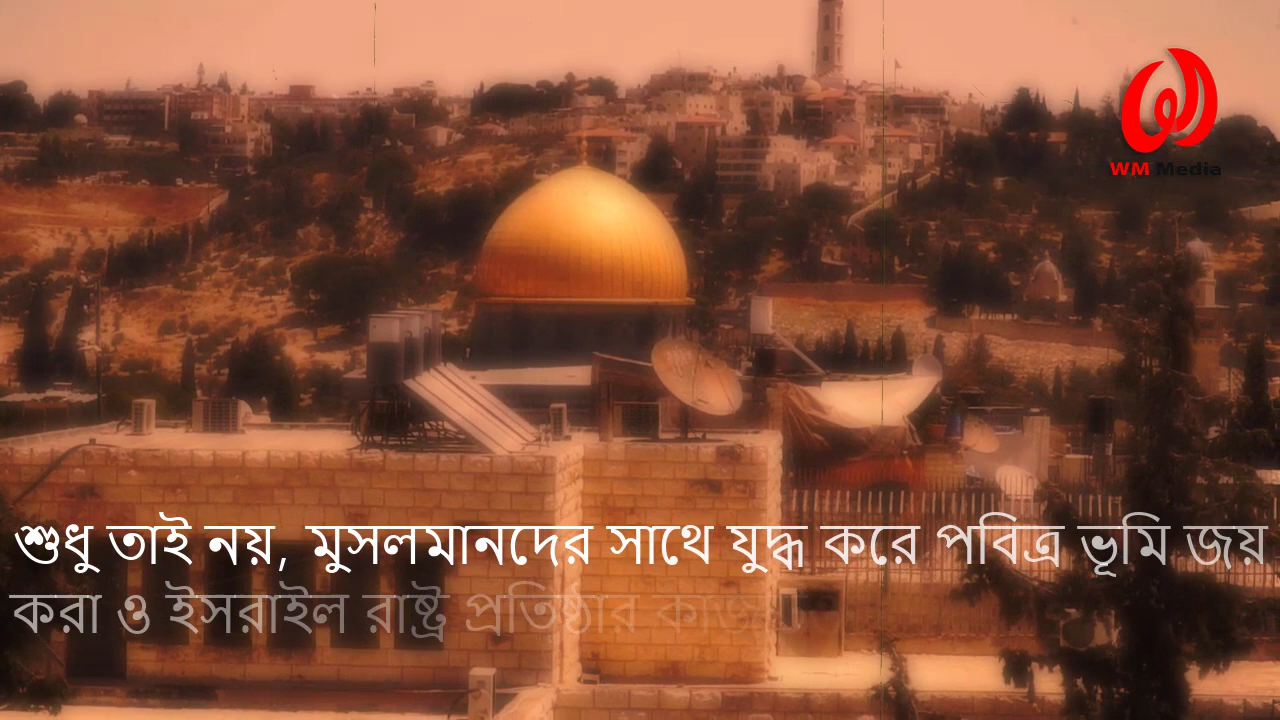 WM Media
শুধু তাই নয়, মুসলমানদের সাথে যুদ্ধ করে পবিত্র ভূমি জয়
করা ও ইসরাইল রাষ্ট্র প্রতিষ্ঠার